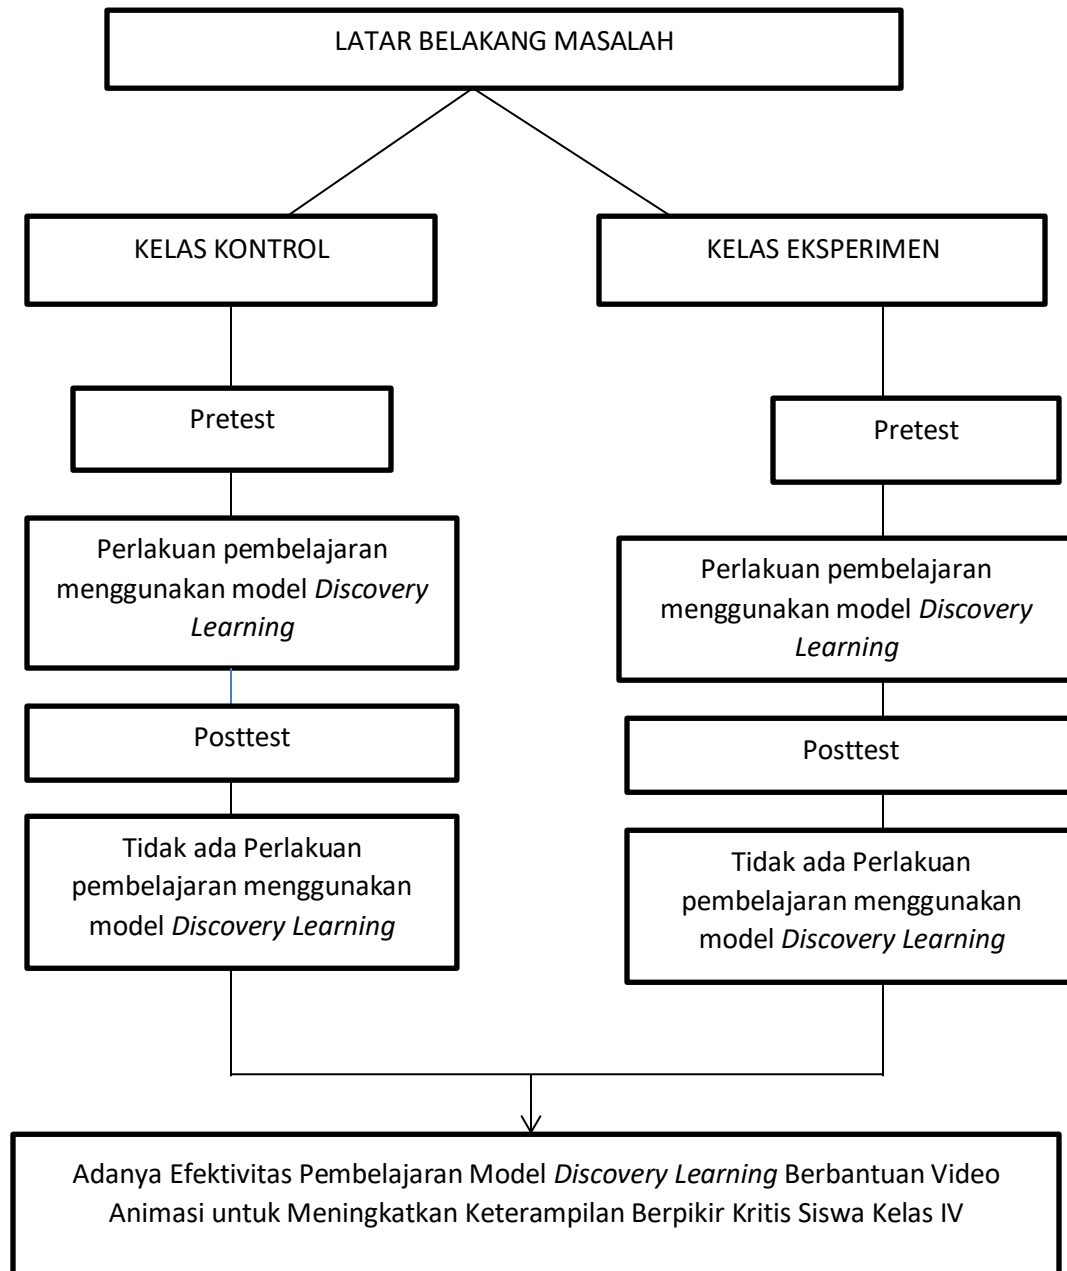 LATAR BELAKANG MASALAH
KELAS KONTROL
KELAS EKSPERIMEN
Pretest
Pretest
Perlakuan pembelajaran
menggunakan model Discovery
Learning
Perlakuan pembelajaran
menggunakan model Discovery
Learning
Posttest
Posttest
Tidak ada Perlakuan
pembelajaran menggunakan
model Discovery Learning
Tidak ada Perlakuan
pembelajaran menggunakan
model Discovery Learning
Adanya Efektivitas Pembelajaran Model Discovery Learning Berbantuan Video
Animasi untuk Meningkatkan Keterampilan Berpikir Kritis Siswa Kelas IV